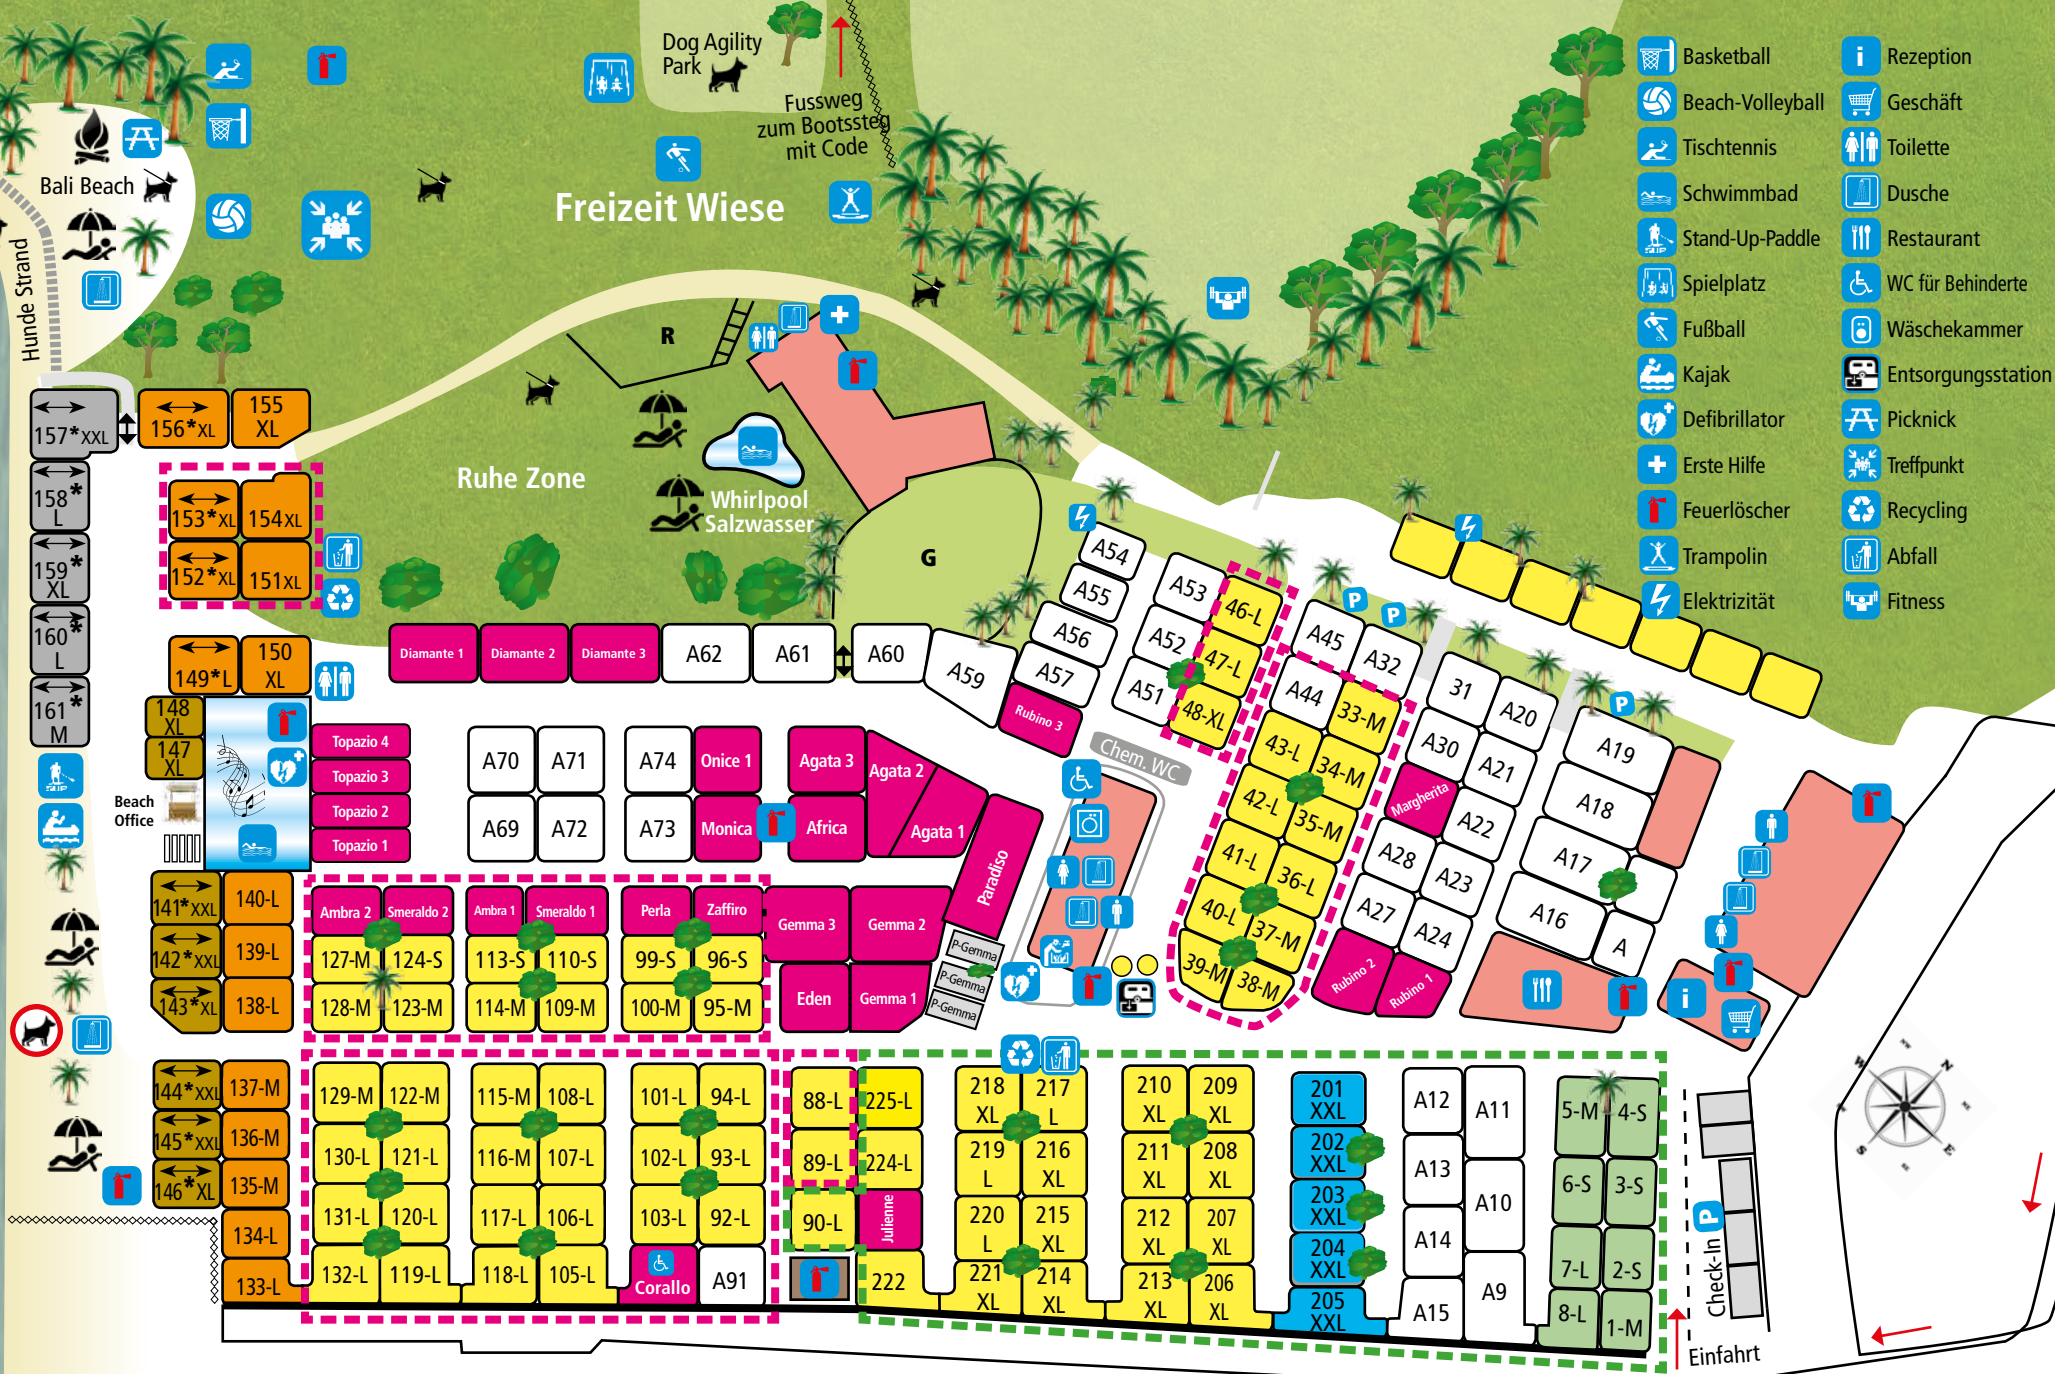 Dog Agility
Park
Fussweg
zum Bootssteg
mit Code
Freizeit Wiese
Bali Beach
Hunde Strand
R
Ruhe Zone
Whirlpool
Salzwasser
G
Basketball
Beach-Volleyball
Tischtennis
Schwimmbad
Stand-Up-Paddle
Spielplatz
Fußball
Kajak
Defibrillator
Erste Hilfe
Feuerlöscher
Trampolin
Elektrizität
i Rezeption
Geschäft
Toilette
Dusche
Restaurant
WC für Behinderte
Wäschekammer
Entsorgungsstation
Picknick
Treffpunkt
Recycling
Abfall
Fitness
157*XXL
156*XL
155
XL
158*
L
153*XL
154XL
159*
XL
152*XL
151XL
160*
L
149*L
150
XL
161*
M
148
XL
147
XL
Beach
Office
Diamante 1
Diamante 2
Diamante 3
A62
A61
A60
A59
A54
A55
A56
A57
Rubino 3
A53
A52
A51
46-L
47-L
48-XL
A45
A32
A44
33-M
43-L
34-M
42-L
35-M
41-L
36-L
40-L
37-M
39-M
38-M
P
P
P
31
A20
A30
A21
Margherita
A22
A28
A23
A27
A24
Rubino 2
Rubino 1
A19
A18
A17
A16
A
Topazio 4
Topazio 3
Topazio 2
Topazio 1
A70
A71
A74
Onice 1
A69
A72
A73
Monica
Agata 3
Agata 2
Africa
Agata 1
Paradiso
Chem. WC
141*XXL
140-L
142*XXL
139-L
143*XL
138-L
Ambra 2
Smeraldo 2
Ambra 1
Smeraldo 1
Perla
Zaffiro
Gemma 3
Gemma 2
127-M
124-S
113-S
110-S
99-S
96-S
128-M
123-M
114-M
109-M
100-M
95-M
Eden
Gemma 1
P-Gemma
P-Gemma
P-Gemma
i
144*XXL
137-M
145*XXL
136-M
146*XL
135-M
134-L
133-L
129-M
122-M
115-M
108-L
101-L
94-L
130-L
121-L
116-M
107-L
102-L
93-L
131-L
120-L
117-L
106-L
103-L
92-L
132-L
119-L
118-L
105-L
Corallo
A91
88-L
225-L
89-L
224-L
90-L
Julienne
222
218
XL
217
L
219
L
216
XL
220
L
215
XL
221
XL
214
XL
210
XL
209
XL
211
XL
208
XL
212
XL
207
XL
213
XL
206
XL
201
XXL
202
XXL
203
XXL
204
XXL
205
XXL
A12
A11
A13
A10
A14
A9
A15
5-M
4-S
6-S
3-S
7-L
2-S
8-L
1-M
Check-In P
Einfahrt
N
E
S
W